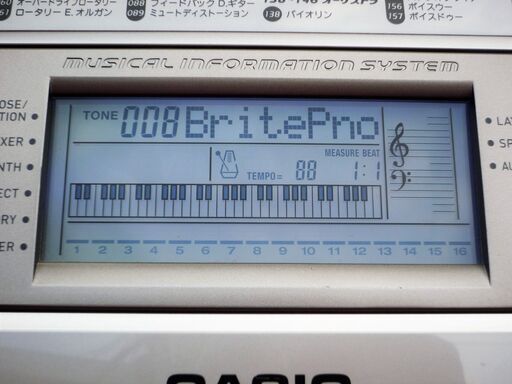 060 オーバードライブロータリー
061 ロータリー E. オルガン
088 フィードバック D.ギター
089 ミュートディストーション
138 バイオリン
156 ボイスウー
157 ボイスドゥー
MUSICAL INFORMATION SYSTEM
TONE 008BritePno
MEASURE BEAT
TEMPO= 88 1:1
1 2 3 4 5 6 7 8 9 10 11 12 13 14 15 16
CASIO